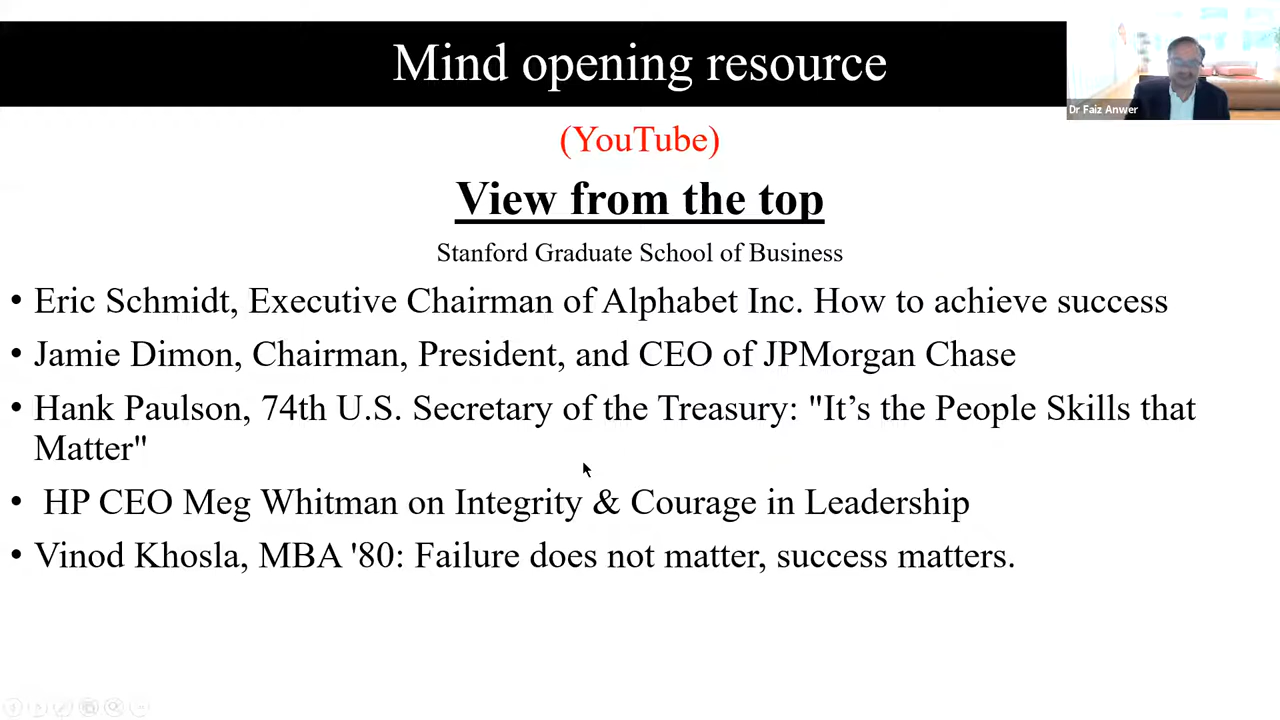 Mind opening resource
Dr Faiz Anwer
(YouTube)
View from the top
Stanford Graduate School of Business
• Eric Schmidt, Executive Chairman of Alphabet Inc. How to achieve success
• Jamie Dimon, Chairman, President, and CEO of JPMorgan Chase
• Hank Paulson, 74th U.S. Secretary of the Treasury: "It’s the People Skills that
Matter"
• HP CEO Meg Whitman on Integrity & Courage in Leadership
• Vinod Khosla, MBA '80: Failure does not matter, success matters.